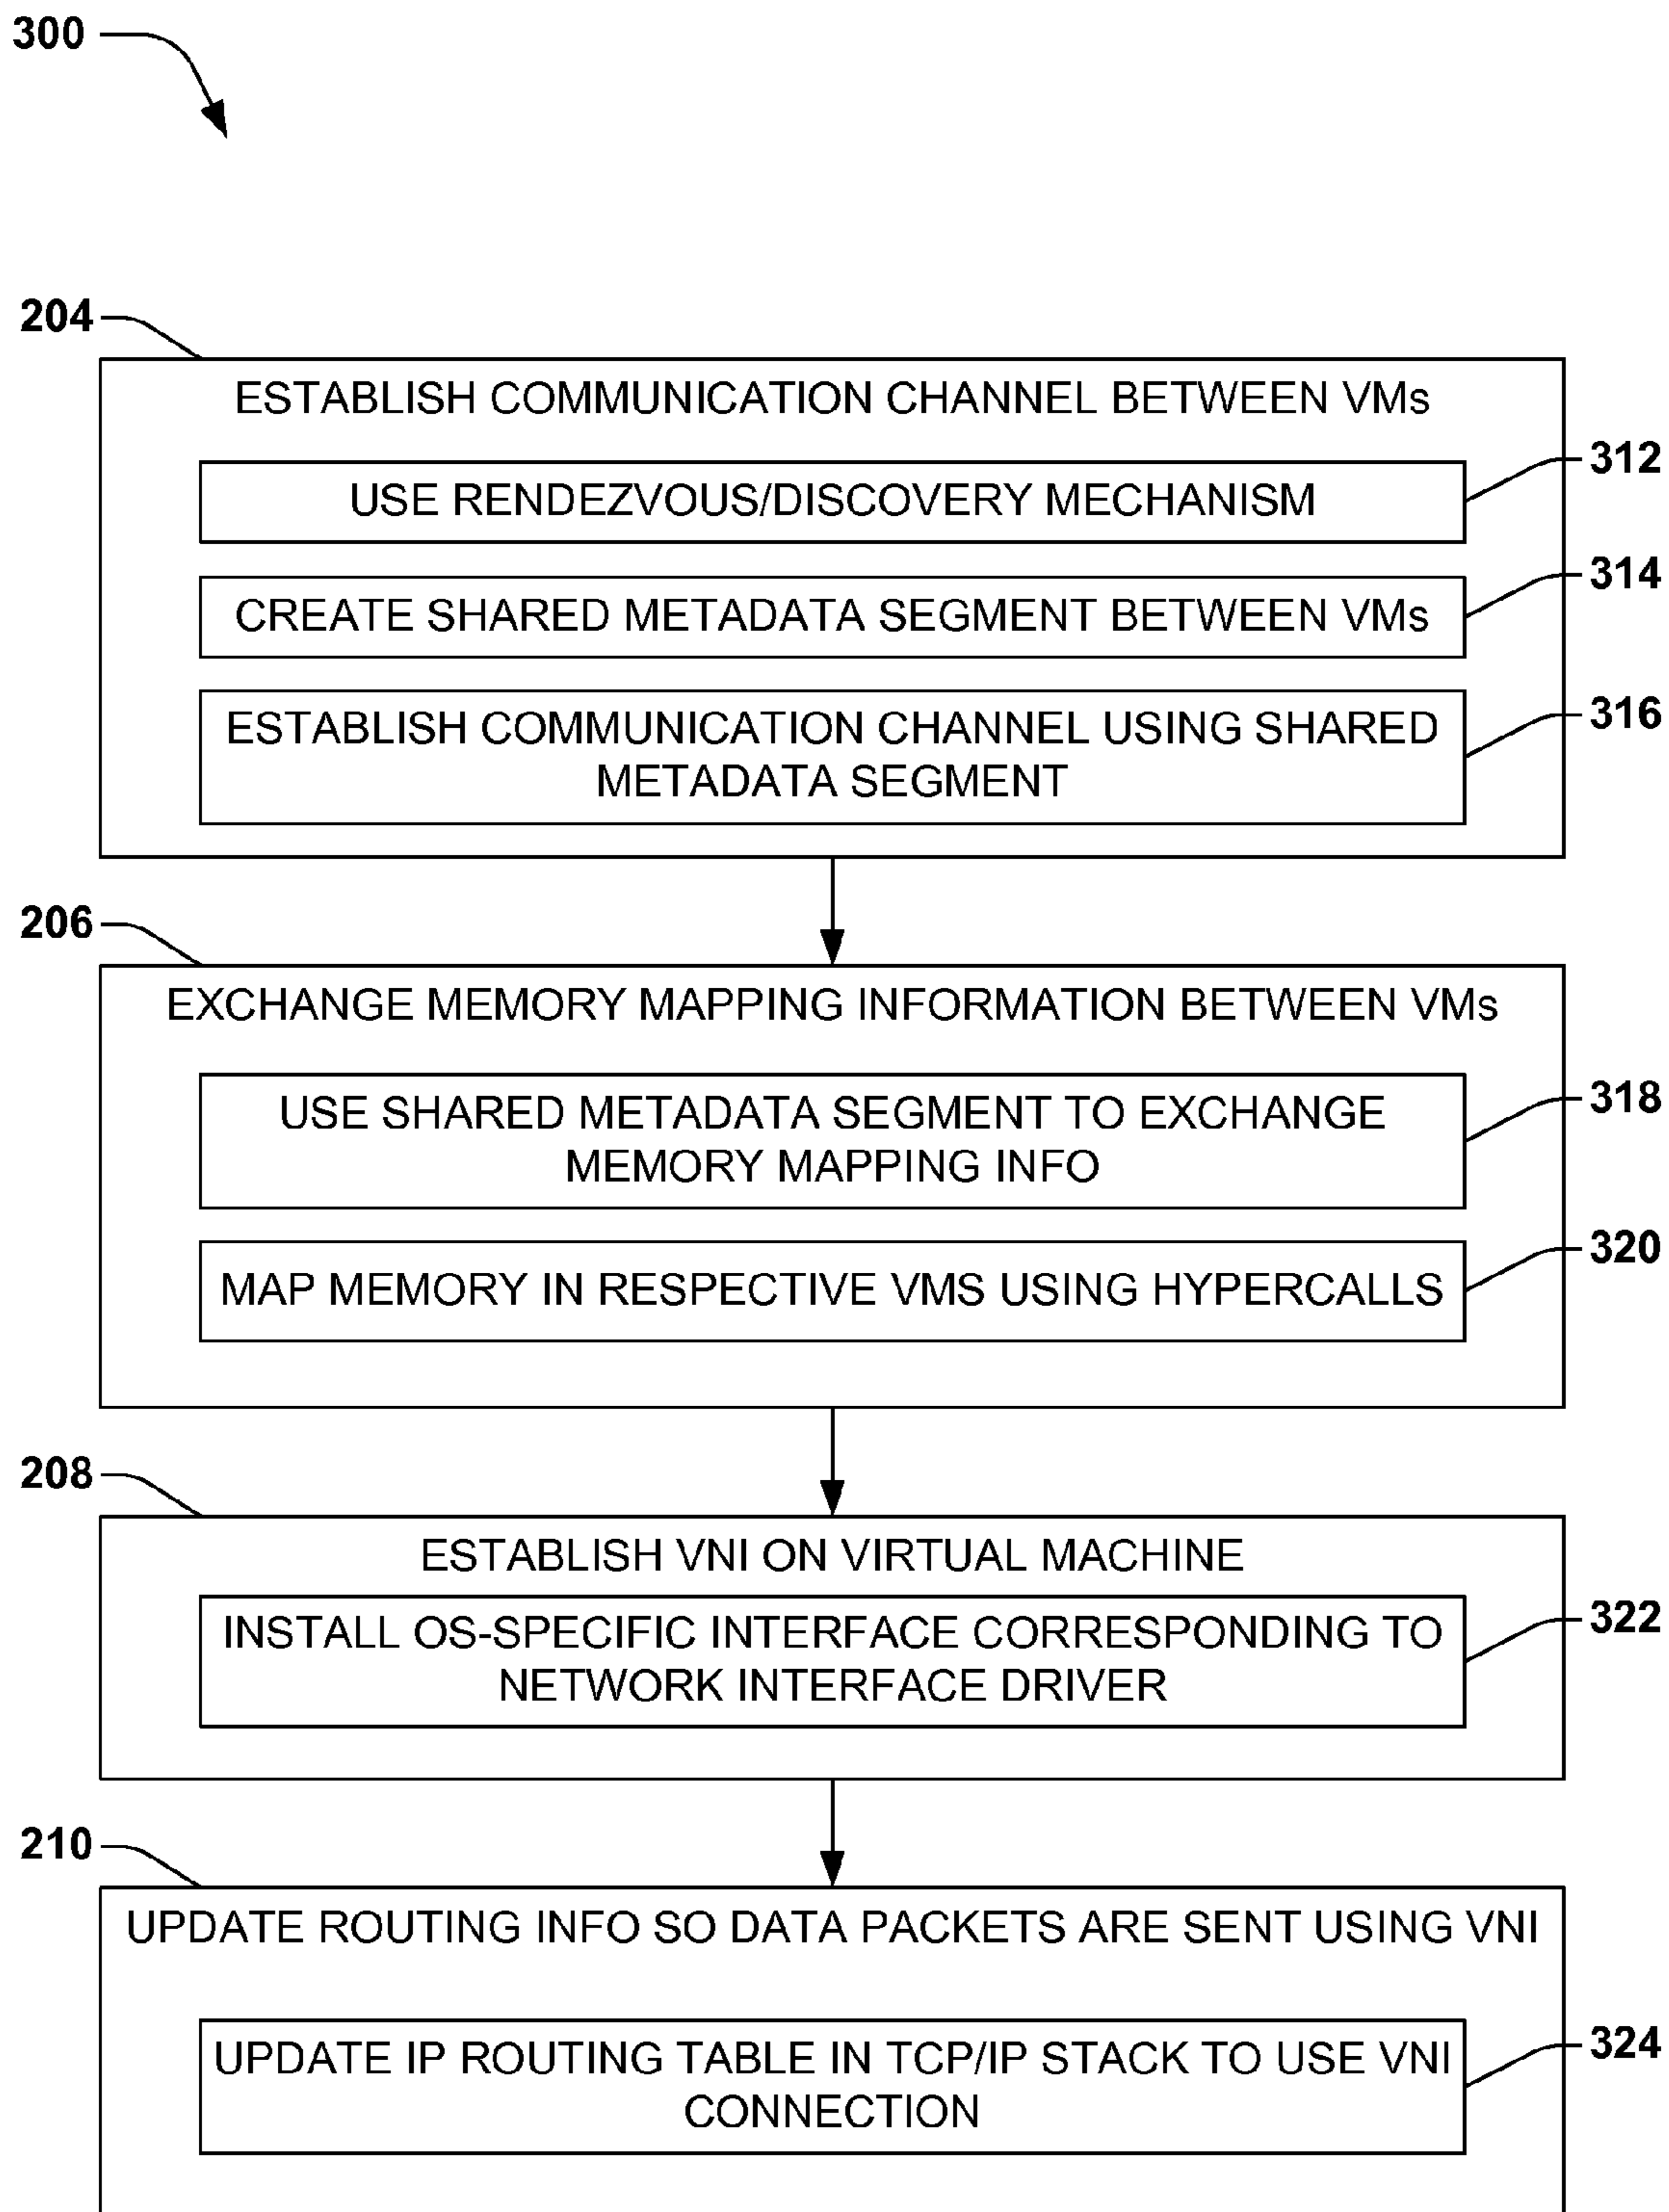 300
204
ESTABLISH COMMUNICATION CHANNEL BETWEEN VMs
312
USE RENDEZVOUS/DISCOVERY MECHANISM
314
CREATE SHARED METADATA SEGMENT BETWEEN VMs
316
ESTABLISH COMMUNICATION CHANNEL USING SHARED
METADATA SEGMENT
206
EXCHANGE MEMORY MAPPING INFORMATION BETWEEN VMs
318
USE SHARED METADATA SEGMENT TO EXCHANGE
MEMORY MAPPING INFO
320
MAP MEMORY IN RESPECTIVE VMS USING HYPERCALLS
208
ESTABLISH VNI ON VIRTUAL MACHINE
322
INSTALL OS-SPECIFIC INTERFACE CORRESPONDING TO
NETWORK INTERFACE DRIVER
210
UPDATE ROUTING INFO SO DATA PACKETS ARE SENT USING VNI
324
UPDATE IP ROUTING TABLE IN TCP/IP STACK TO USE VNI
CONNECTION